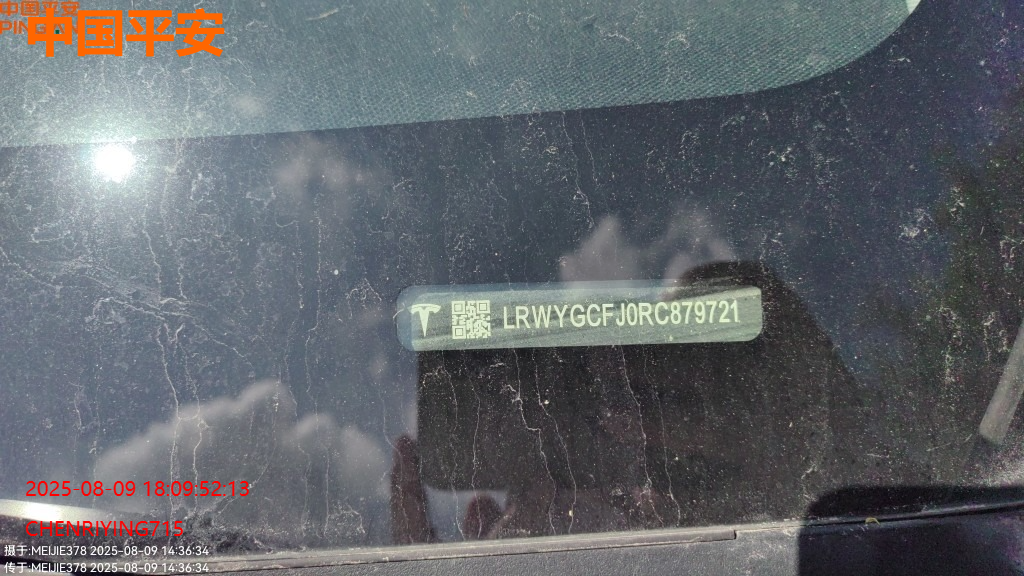 中国平安
PING
中国平安
LRWYGCFJ0RC879721
2025-08-09 18:09:52:13
CHENRIYING715
摄于:MEIJIE378 2025-08-09 14:36:34
传于:MEIJIE378 2025-08-09 14:36:34